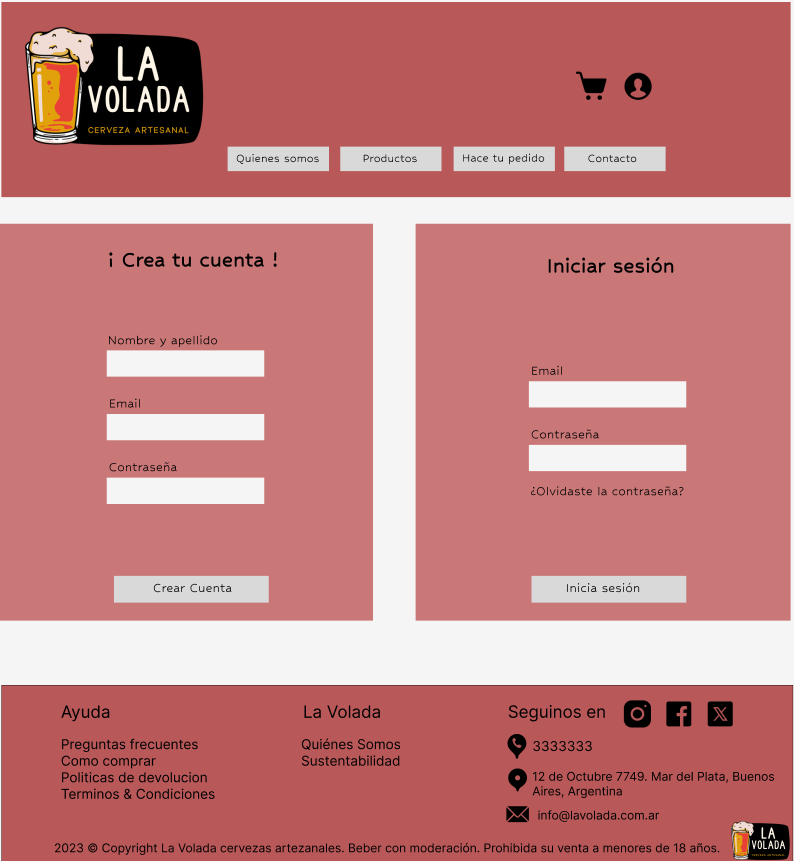 LA
VOLADA
CERVEZA ARTESANAL
Quienes somos
Productos
Hace tu pedido
Contacto
¡ Crea tu cuenta !
Nombre y apellido
Email
Contraseña
Crear Cuenta
Iniciar sesión
Email
Contraseña
¿Olvidaste la contraseña?
Inicia sesión
Ayuda
Preguntas frecuentes
Como comprar
Politicas de devolucion
Terminos & Condiciones
La Volada
Quiénes Somos
Sustentabilidad
Seguinos en
3333333
12 de Octubre 7749. Mar del Plata, Buenos
Aires, Argentina
info@lavolada.com.ar
2023 © Copyright La Volada cervezas artezanales. Beber con moderación. Prohibida su venta a menores de 18 años.
LA
VOLADA
CERVEZA ARTESANAL